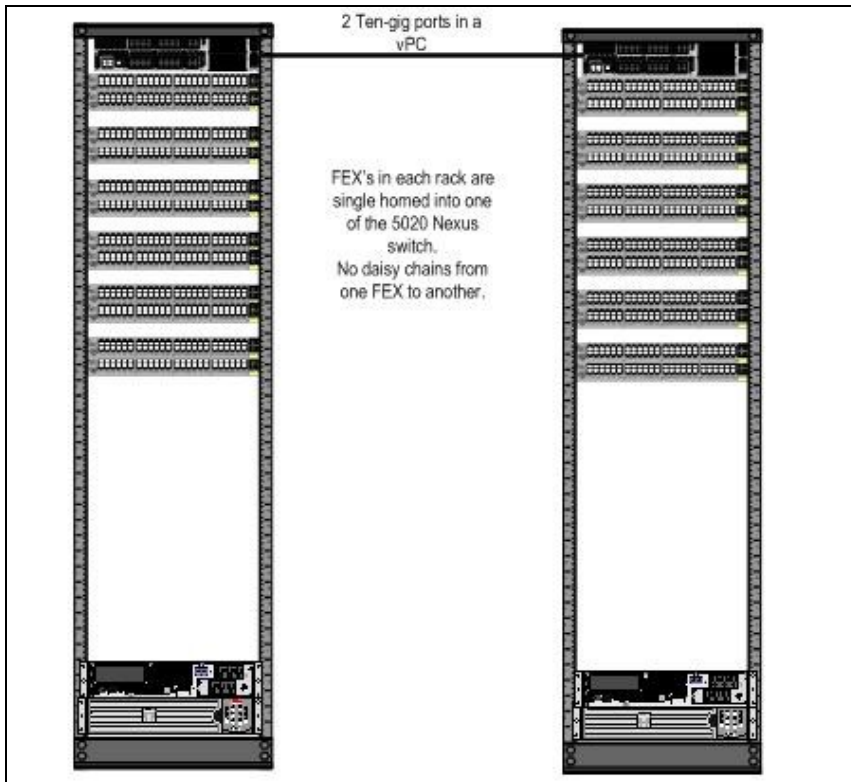 2 Ten-gig ports in a
vPC
FEX's in each rack are
single homed into one
of the 5020 Nexus
switch.
No daisy chains from
one FEX to another.